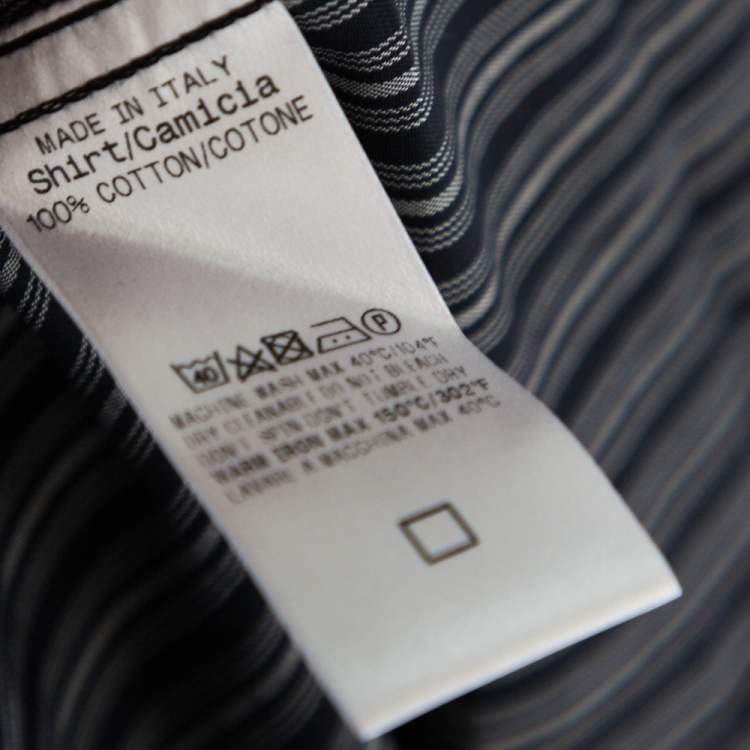 MADE IN ITALY
Shirt/Camicia
100% COTTON/COTONE
40 P
MACHINE WASH MAX 40°C/104°F
DRY CLEANABLE DO NOT BLEACH
DON'T SPIN DON'T TUMBLE DRY
WARM IRON MAX 150°C/302°F
LAVARE A MACCHINA MAX 40°C